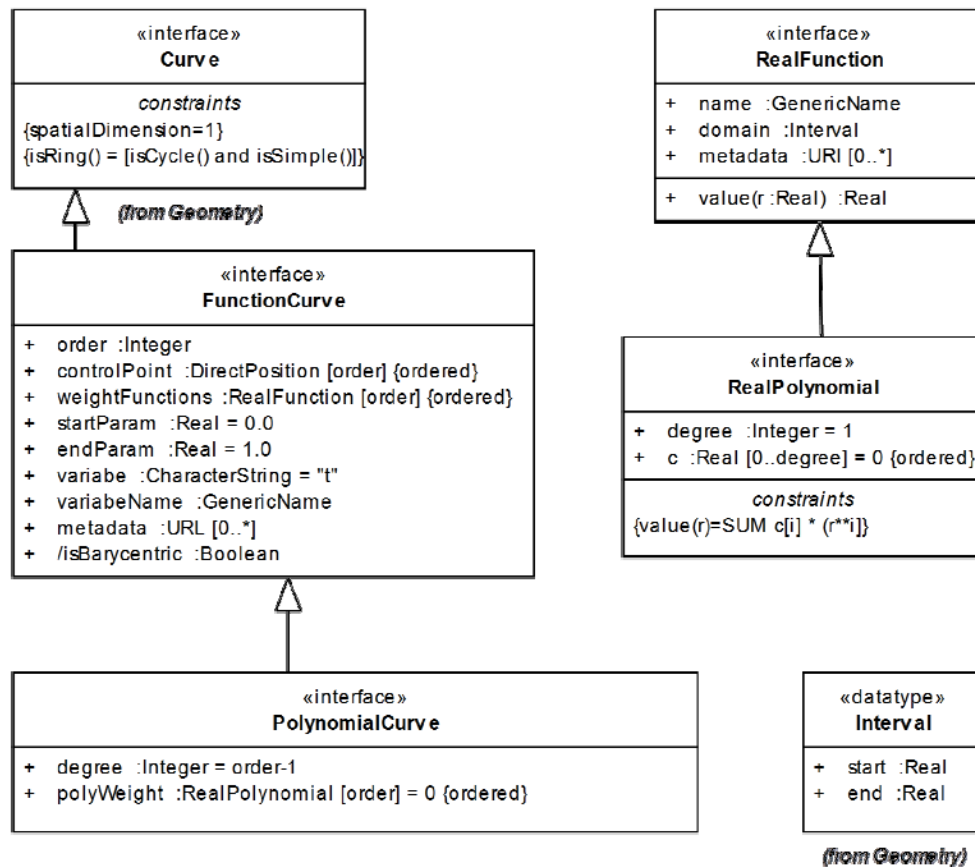 «interface»
Curve
constraints
{spatialDimension=1}
{isRing() = [isCycle() and isSimple()]}
(from Geometry)
«interface»
FunctionCurve
+ order :Integer
+ controlPoint :DirectPosition [order] {ordered}
+ weightFunctions :RealFunction [order] {ordered}
+ startParam :Real = 0.0
+ endParam :Real = 1.0
+ variabe :CharacterString = "t"
+ variabeName :GenericName
+ metadata :URL [0..*]
+ /isBarycentric :Boolean
«interface»
PolynomialCurve
+ degree :Integer = order-1
+ polyWeight :RealPolynomial [order] = 0 {ordered}
«interface»
RealFunction
+ name :GenericName
+ domain :Interval
+ metadata :URI [0..*]
+ value(r :Real) :Real
«interface»
RealPolynomial
+ degree :Integer = 1
+ c :Real [0..degree] = 0 {ordered}
constraints
{value(r)=SUM c[i] * (r**i]}
«datatype»
Interval
+ start :Real
+ end :Real
(from Geometry)